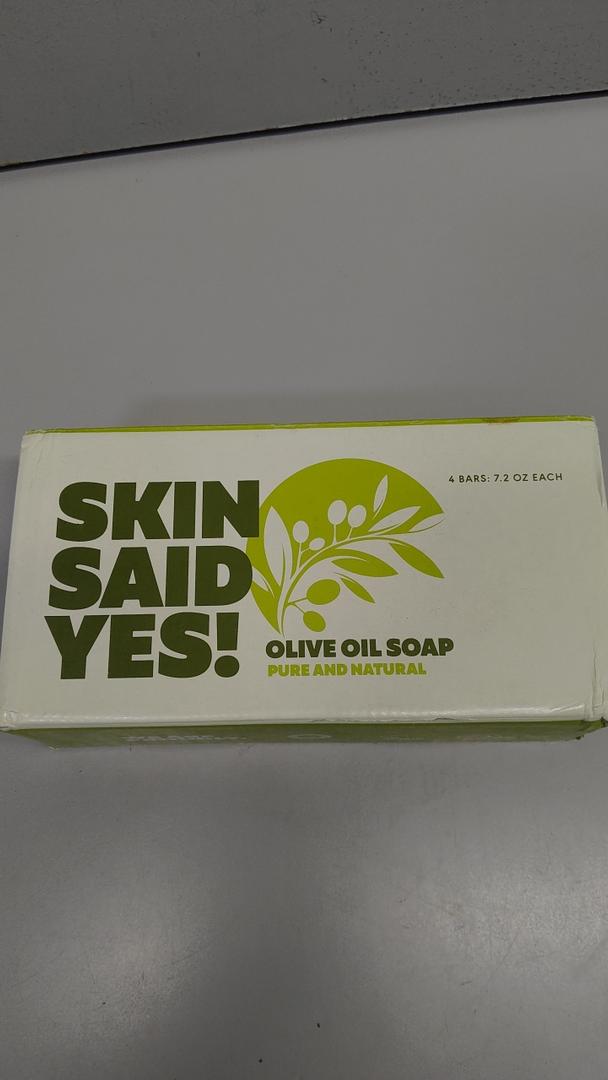 SKIN
SAID
YES!
4 BARS: 7.2 OZ EACH
OLIVE OIL SOAP
PURE AND NATURAL